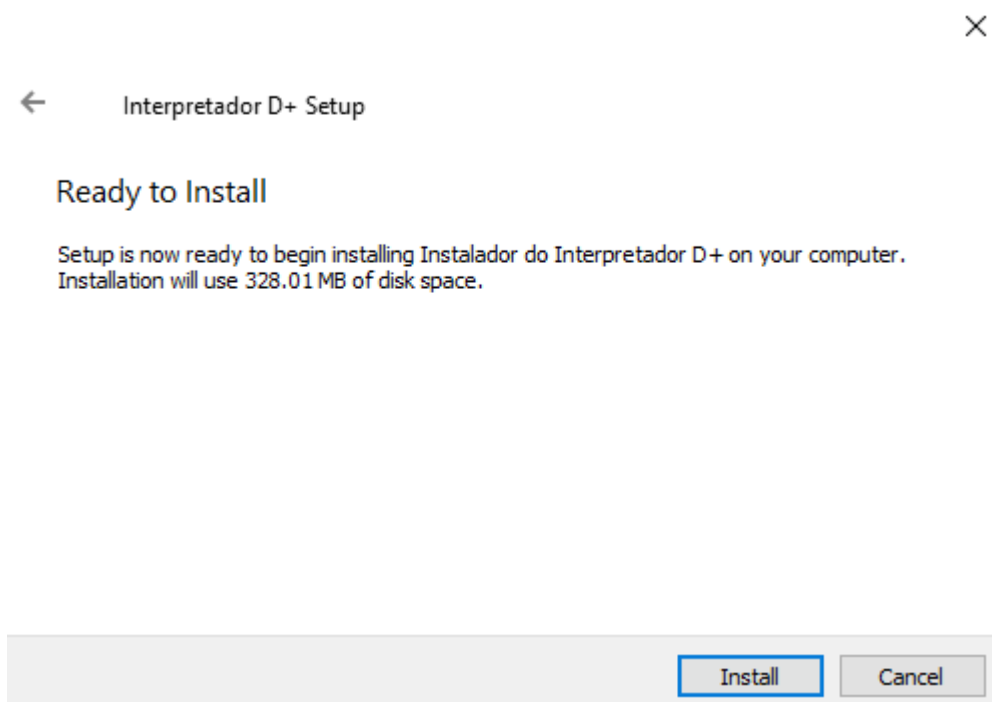 Interpretador D+ Setup
Ready to Install
Setup is now ready to begin installing Instalador do Interpretador D+ on your computer.
Installation will use 328.01 MB of disk space.
Install
Cancel